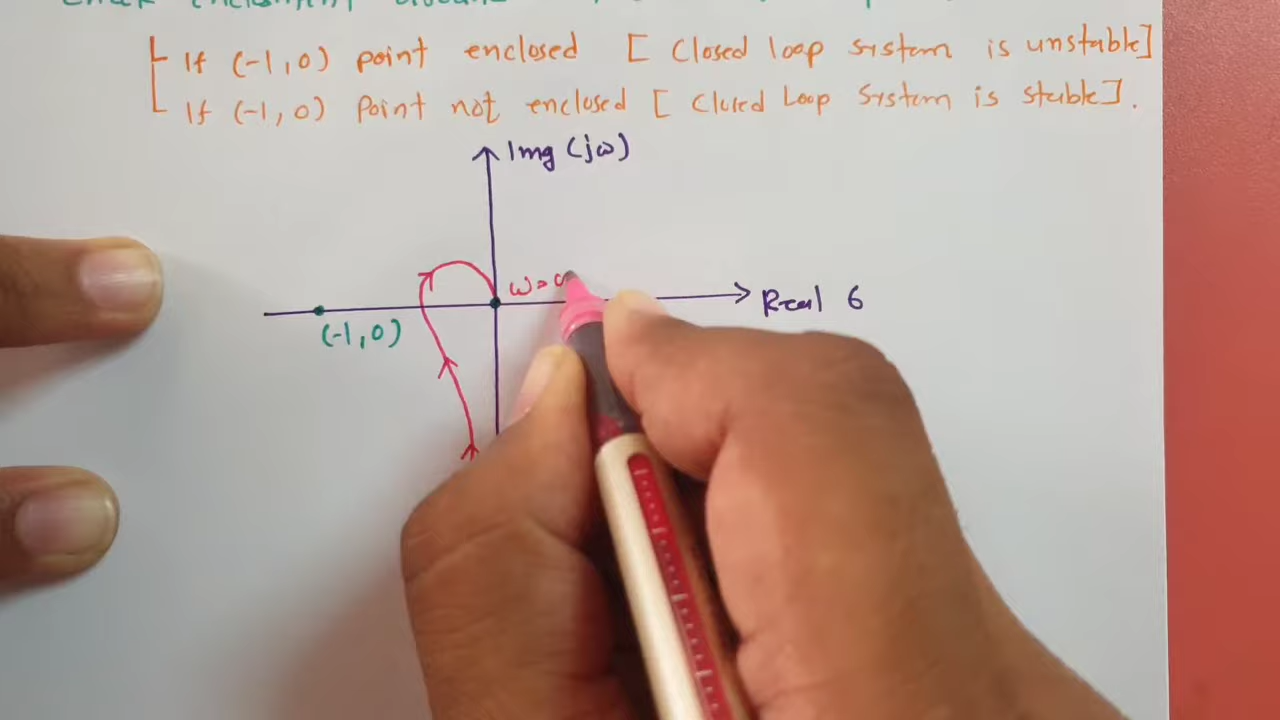 If (-1,0) point enclosed [ Closed loop system is unstable]
If (-1,0) Point not enclosed [ Closed Loop System is stable].
Img (jω)
ω=
Real 6
(-1,0)